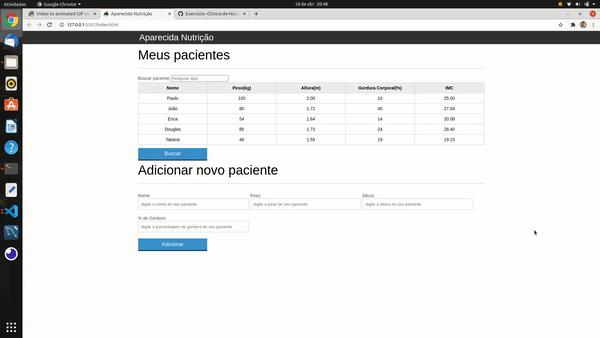 Atividades
Google Chrome
18 de abr 20:48
Video to animated GIF
Aparecida Nutrição
Exercicio-Clinica-de-Nut
127.0.0.1:5501/index.html
Aparecida Nutrição
Meus pacientes
Buscar paciente
Pesquise aqui
Nome Peso(kg) Altura(m) Gordura Corporal(%) IMC
Paulo 100 2.00 10 25.00
João 80 1.72 40 27.04
Erica 54 1.64 14 20.08
Douglas 85 1.73 24 28.40
Tatiana 46 1.55 19 19.15
Buscar
Adicionar novo paciente
Nome: Peso: Altura:
digite o nome do seu paciente digite o peso do seu paciente digite a altura do seu paciente
% de Gordura:
digite a porcentagem de gordura do seu paciente
Adicionar